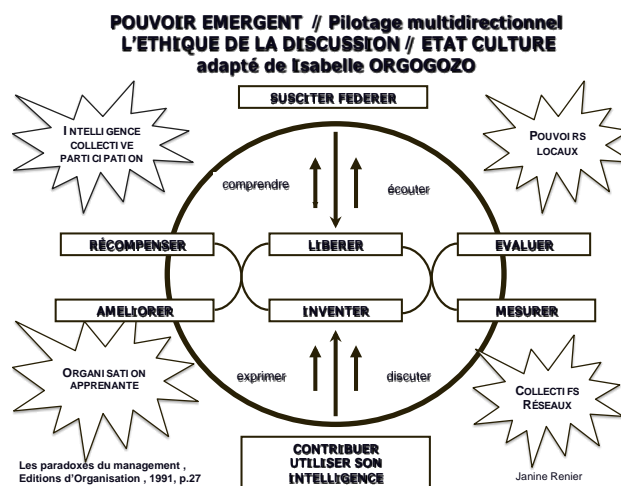 POUVOIR EMERGENT // Pilotage multidirectionnel
L'ETHIQUE DE LA DISCUSSION // ETAT CULTURE
adapté de Isabelle ORGOGOZO
SUSCITER FEDERER
INTELLIGENCE
COLLECTIVE
PARTICIPATION
POUVOIRS
LOCAUX
comprendre
écouter
RÉCOMPENSER
LIBERER
EVALUER
AMELIORER
INVENTER
MESURER
ORGANISATION
APPRENANTE
exprimer
discuter
COLLECTIFS
RÉSEAUX
CONTRIBUER
UTILISER SON
INTELLIGENCE
Les paradoxes du management ,
Editions d'Organisation , 1991, p.27
Janine Renier